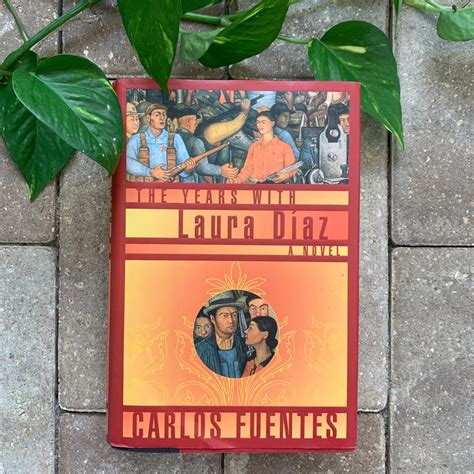 THE YEARS WITH
Laura Díaz
A NOVEL
CARLOS FUENTES